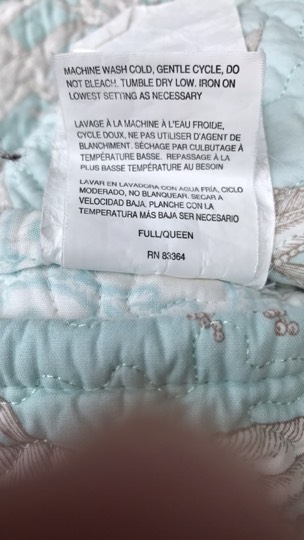 MACHINE WASH COLD, GENTLE CYCLE, DO
NOT BLEACH. TUMBLE DRY LOW. IRON ON
LOWEST SETTING AS NECESSARY
LAVAGE À LA MACHINE À L'EAU FROIDE,
CYCLE DOUX, NE PAS UTILISER D'AGENT DE
BLANCHIMENT. SÉCHAGE PAR CULBUTAGE À
TEMPÉRATURE BASSE. REPASSAGE À LA
PLUS BASSE TEMPÉRATURE AU BESOIN
LAVAR EN LAVADORA CON AGUA FRÍA, CICLO
MODERADO, NO BLANQUEAR. SECAR A
VELOCIDAD BAJA, PLANCHE CON LA
TEMPERATURA MÁS BAJA SER NECESARIO
FULL/QUEEN
RN 83364